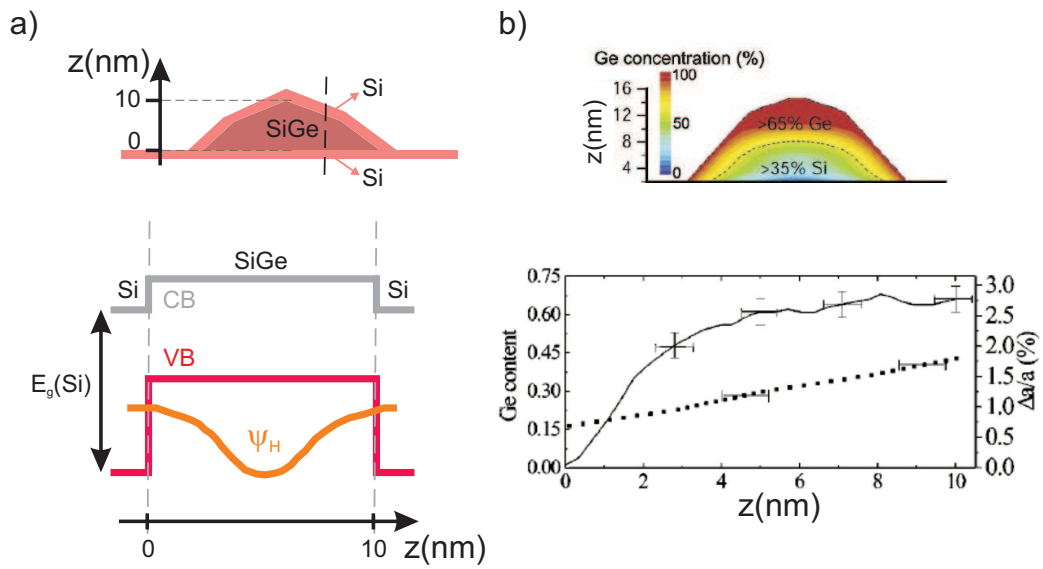 a)
z(nm)
10
0
Si
SiGe
Si
SiGe
Si
CB
Si
VB
Eg(Si)
ΨH
0
10
z(nm)
b)
Ge concentration (%)
100
50
0
z(nm)
16
12
8
4
>65% Ge
>35% Si
0.75
0.60
0.45
0.30
0.15
0.00
Ge content
3.0
2.5
2.0
1.5
1.0
0.5
0.0
Δa/a (%)
0
2
4
6
8
10
z(nm)